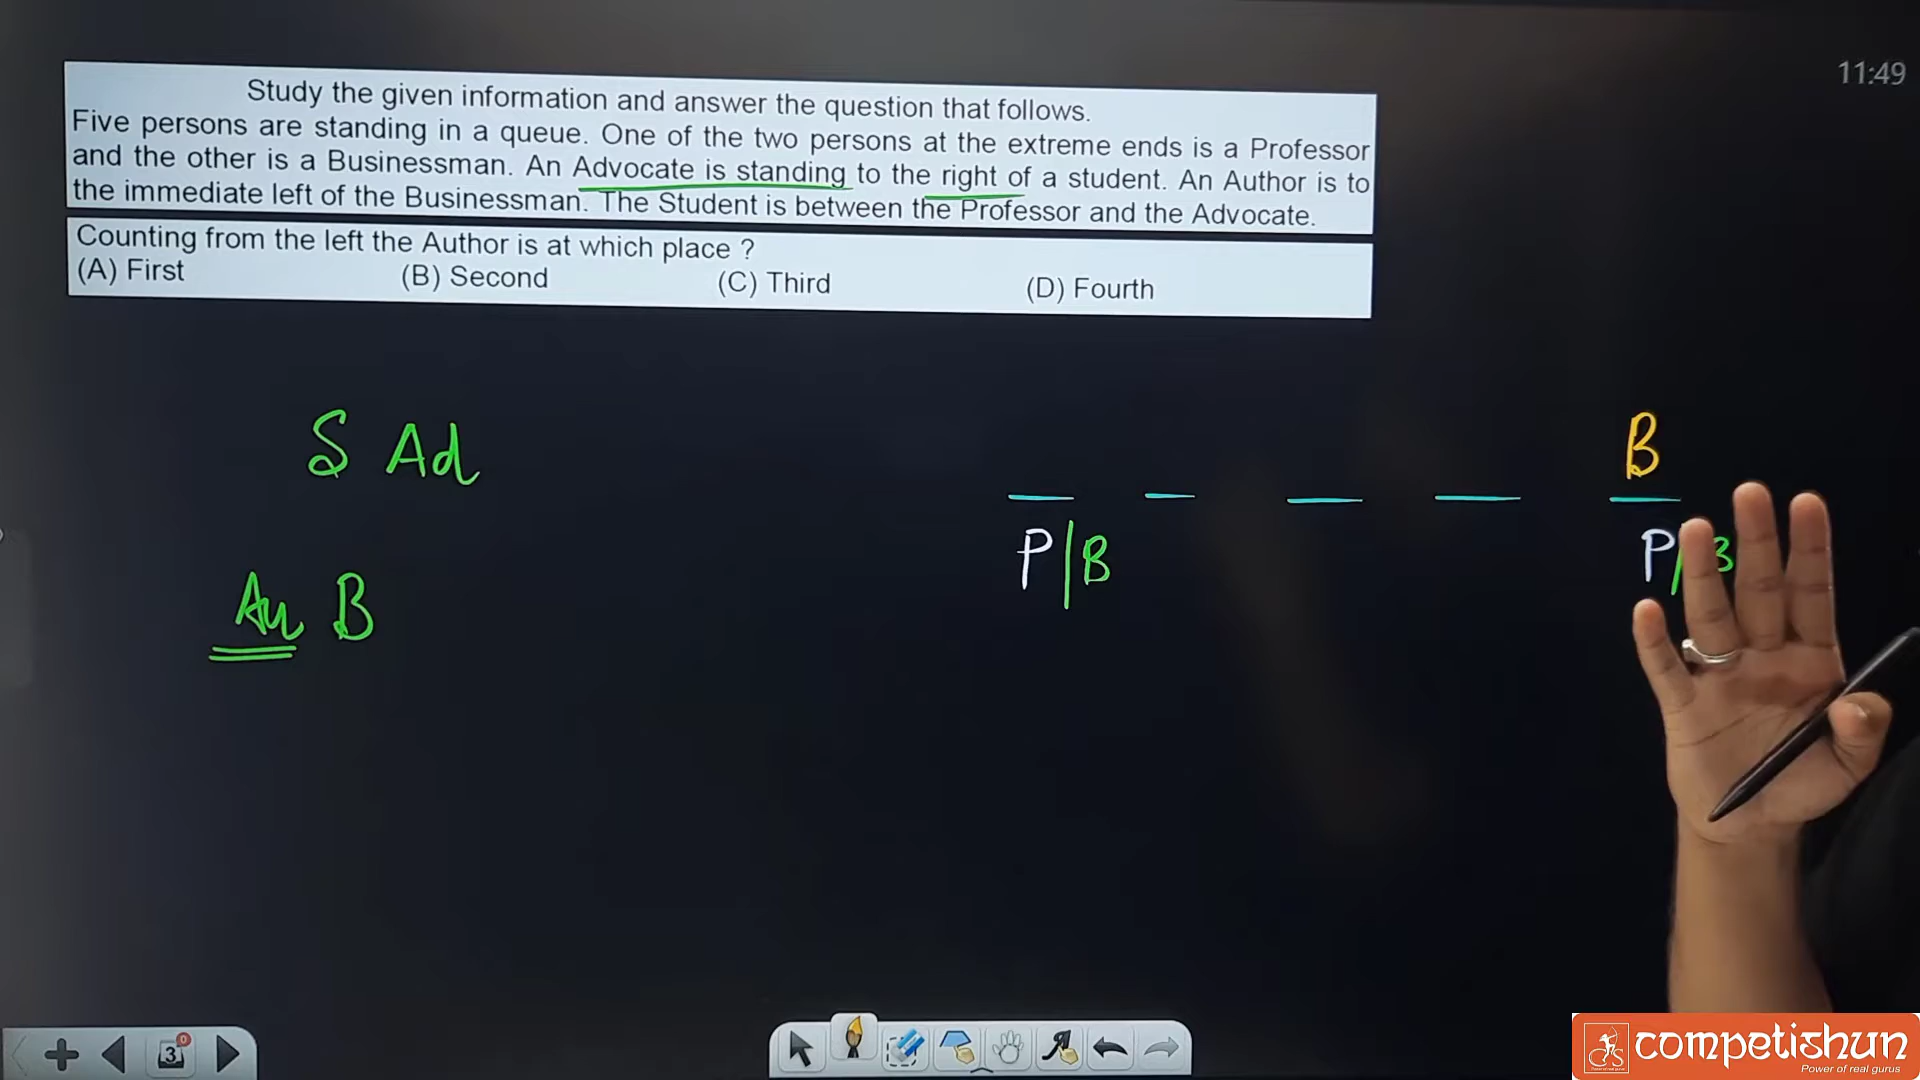 11:49
Study the given information and answer the question that follows.
Five persons are standing in a queue. One of the two persons at the extreme ends is a Professor
and the other is a Businessman. An Advocate is standing to the right of a student. An Author is to
the immediate left of the Businessman. The Student is between the Professor and the Advocate.
Counting from the left the Author is at which place ?
(A) First (B) Second (C) Third (D) Fourth
S Ad
B
P|B P/B
Au B
3
0
competishun
Power of real gurus